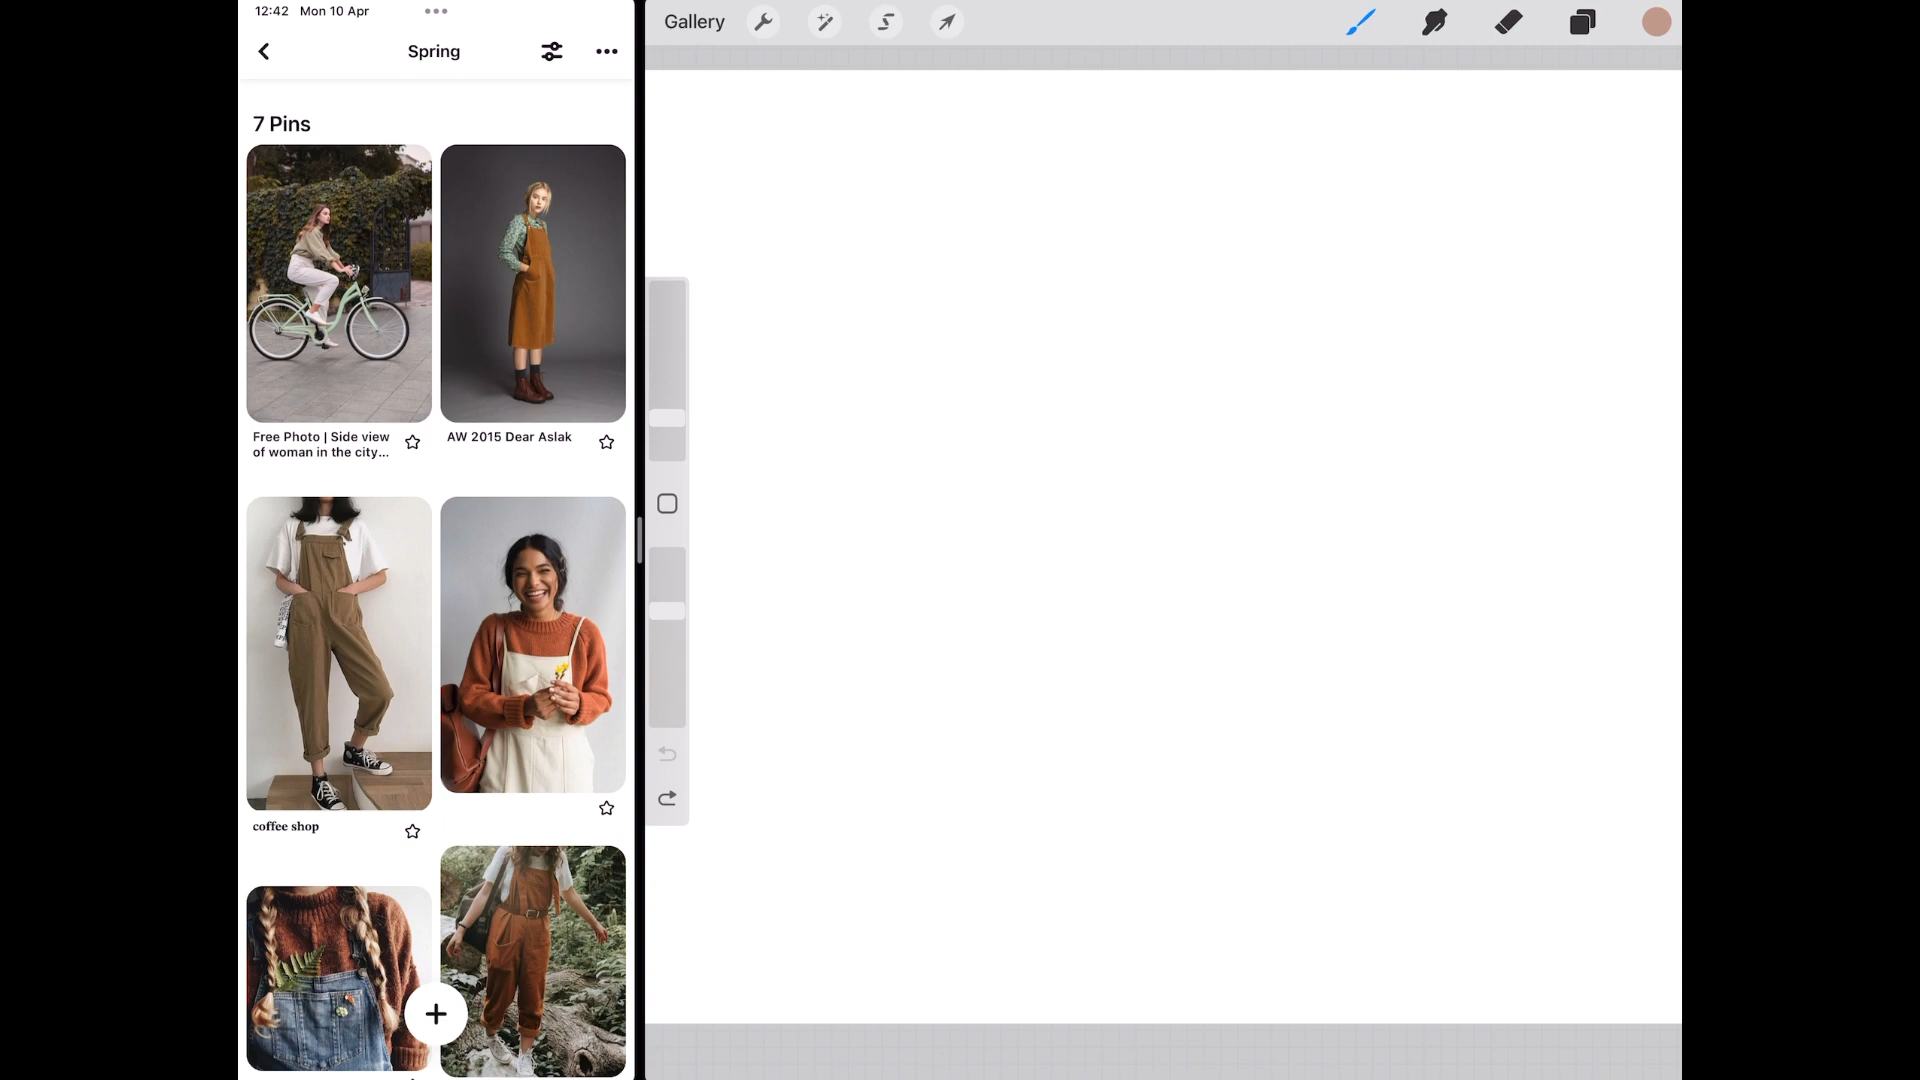 12:42 Mon 10 Apr
Spring
Gallery
7 Pins
Free Photo | Side view
of woman in the city...
AW 2015 Dear Aslak
coffee shop